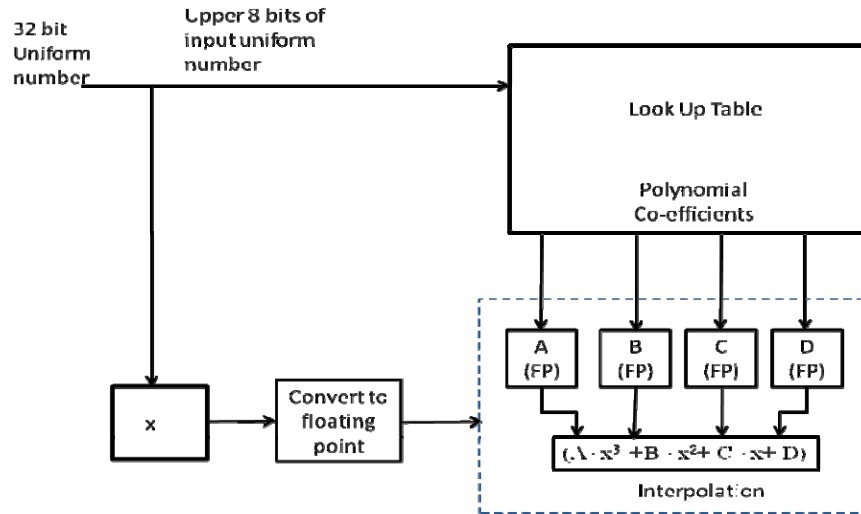 32 bit
Uniform
number
Upper 8 bits of
input uniform
number
Look Up Table
Polynomial
Co-efficients
A
(FP)
B
(FP)
C
(FP)
D
(FP)
x
Convert to
floating
point
(A · x³ +B · x²+ C · x+ D)
Interpolation